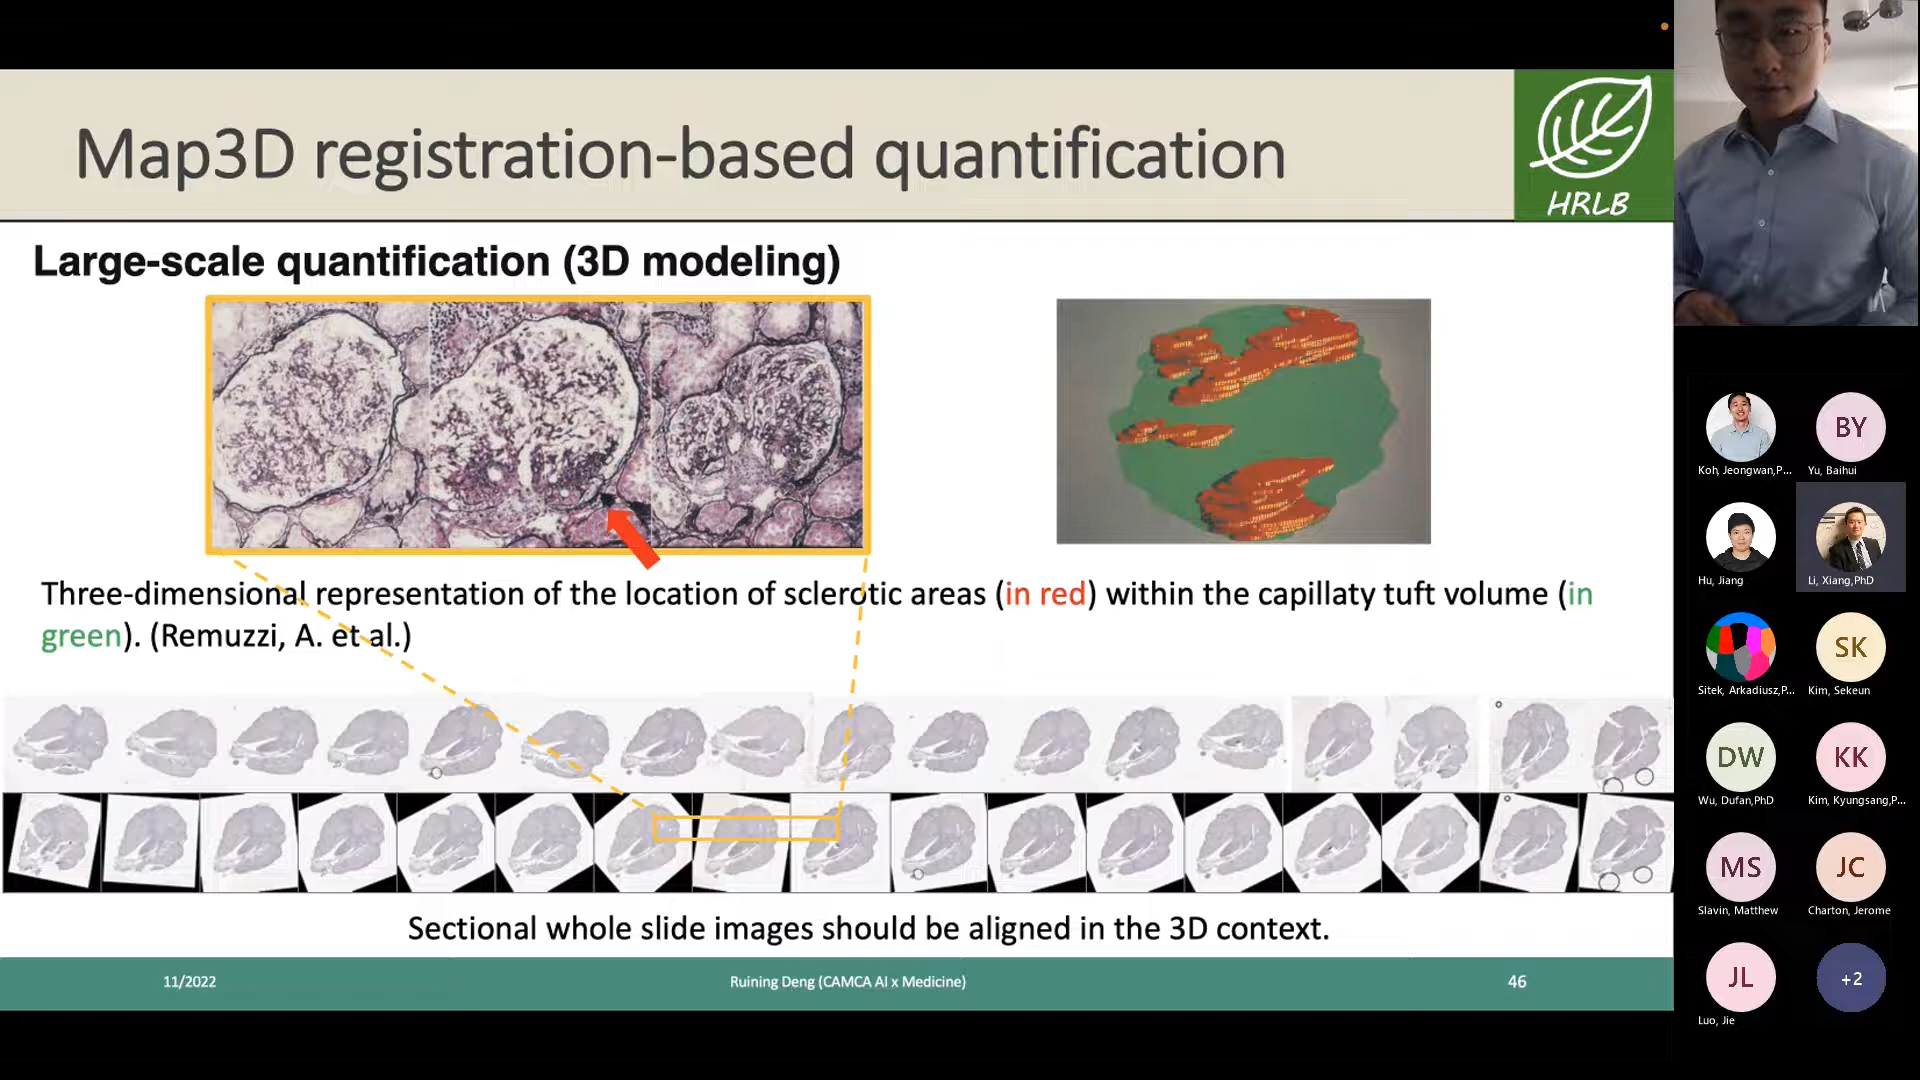 Map3D registration-based quantification
HRLB
Large-scale quantification (3D modeling)
Three-dimensional representation of the location of sclerotic areas (in red) within the capillaty tuft volume (in
green). (Remuzzi, A. et al.)
Sectional whole slide images should be aligned in the 3D context.
11/2022
Ruining Deng (CAMCA AI x Medicine)
46
Koh, Jeongwan,P...
BY
Yu, Baihui
Hu, Jiang
Li, Xiang,PhD
Sitek, Arkadiusz,P...
SK
Kim, Sekeun
DW
Wu, Dufan,PhD
KK
Kim, Kyungsang,P...
MS
Slavin, Matthew
JC
Charton, Jerome
JL
Luo, Jie
+2